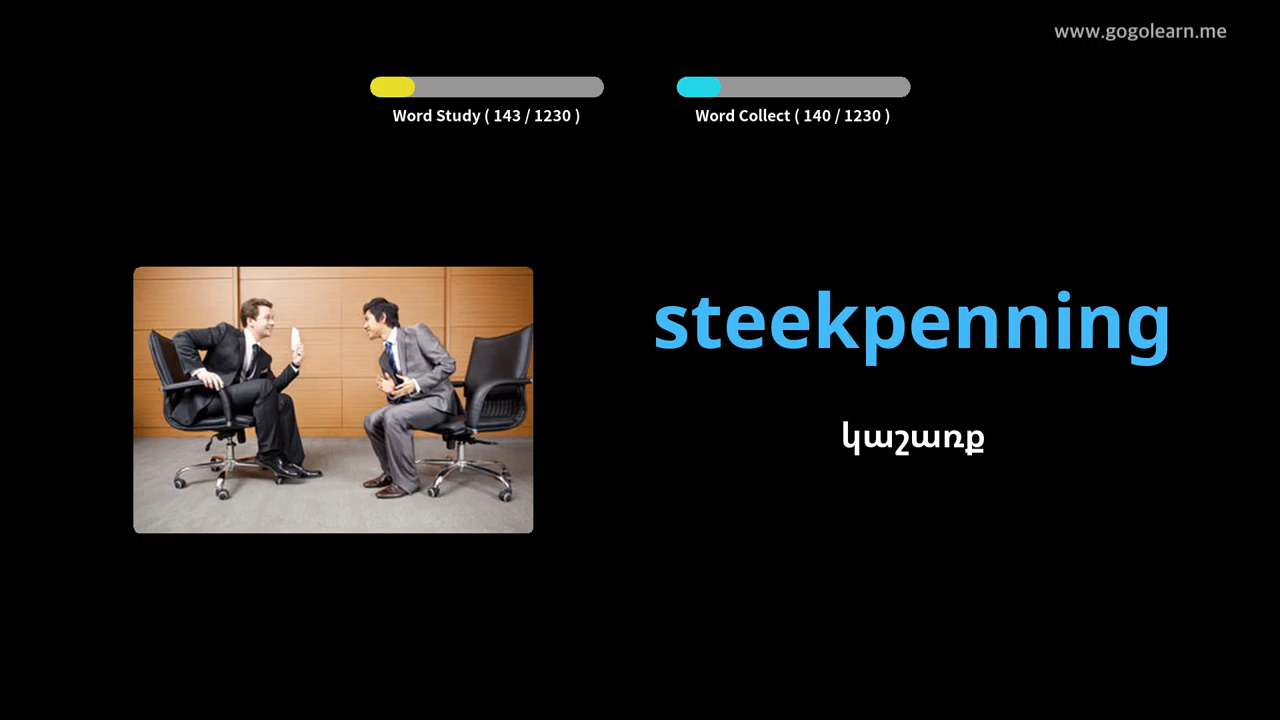 www.gogolearn.me
Word Study ( 143 / 1230 )
Word Collect ( 140 / 1230 )
steekpenning
կաշառք